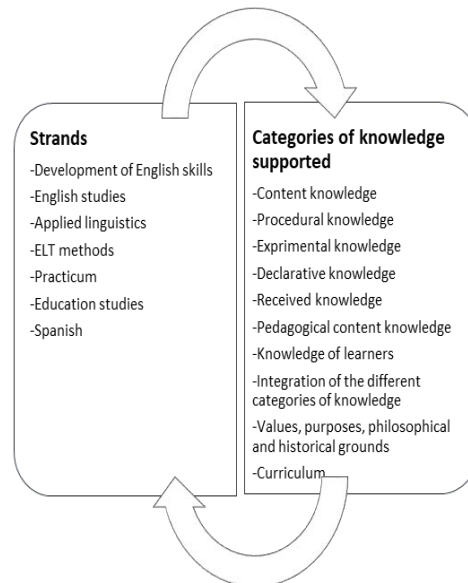 Strands
-Development of English skills
-English studies
-Applied linguistics
-ELT methods
-Practicum
-Education studies
-Spanish
Categories of knowledge
supported
-Content knowledge
-Procedural knowledge
-Exprimental knowledge
-Declarative knowledge
-Received knowledge
-Pedagogical content knowledge
-Knowledge of learners
-Integration of the different
categories of knowledge
-Values, purposes, philosophical
and historical grounds
-Curriculum